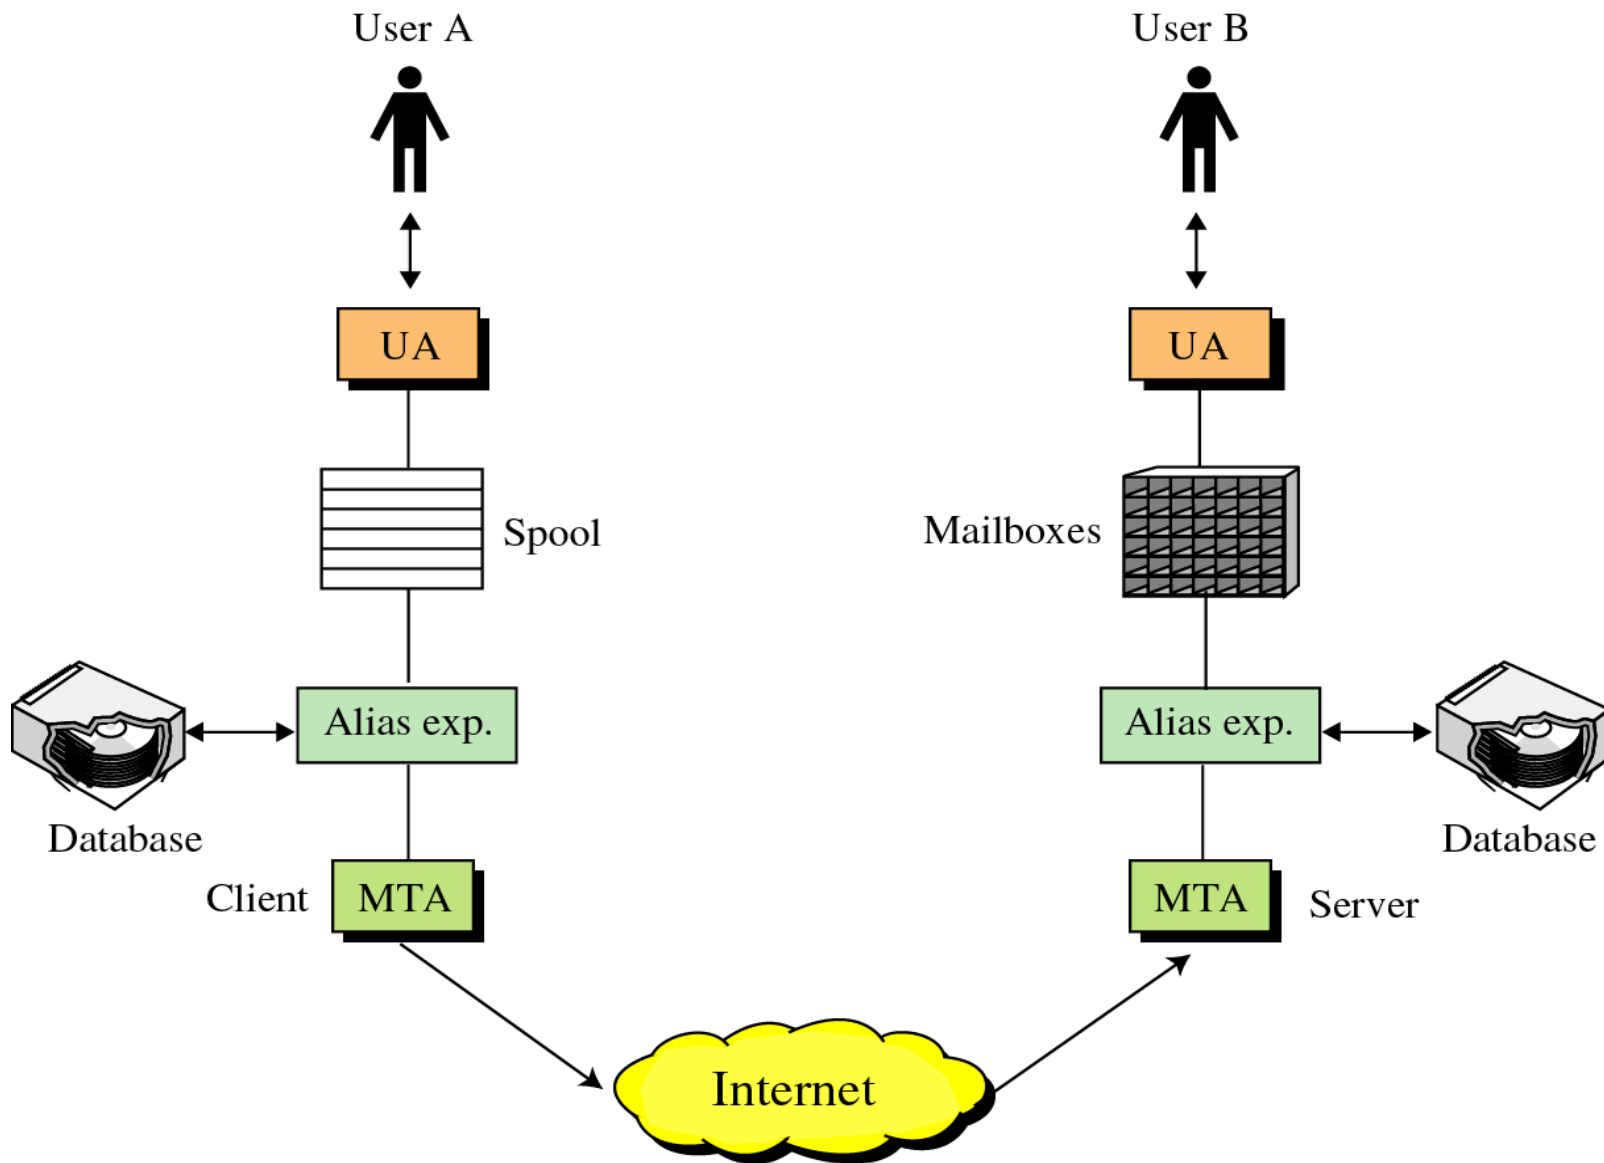 User A
User B
UA
UA
Spool
Mailboxes
Alias exp.
Alias exp.
Database
Database
Client
MTA
MTA
Server
Internet